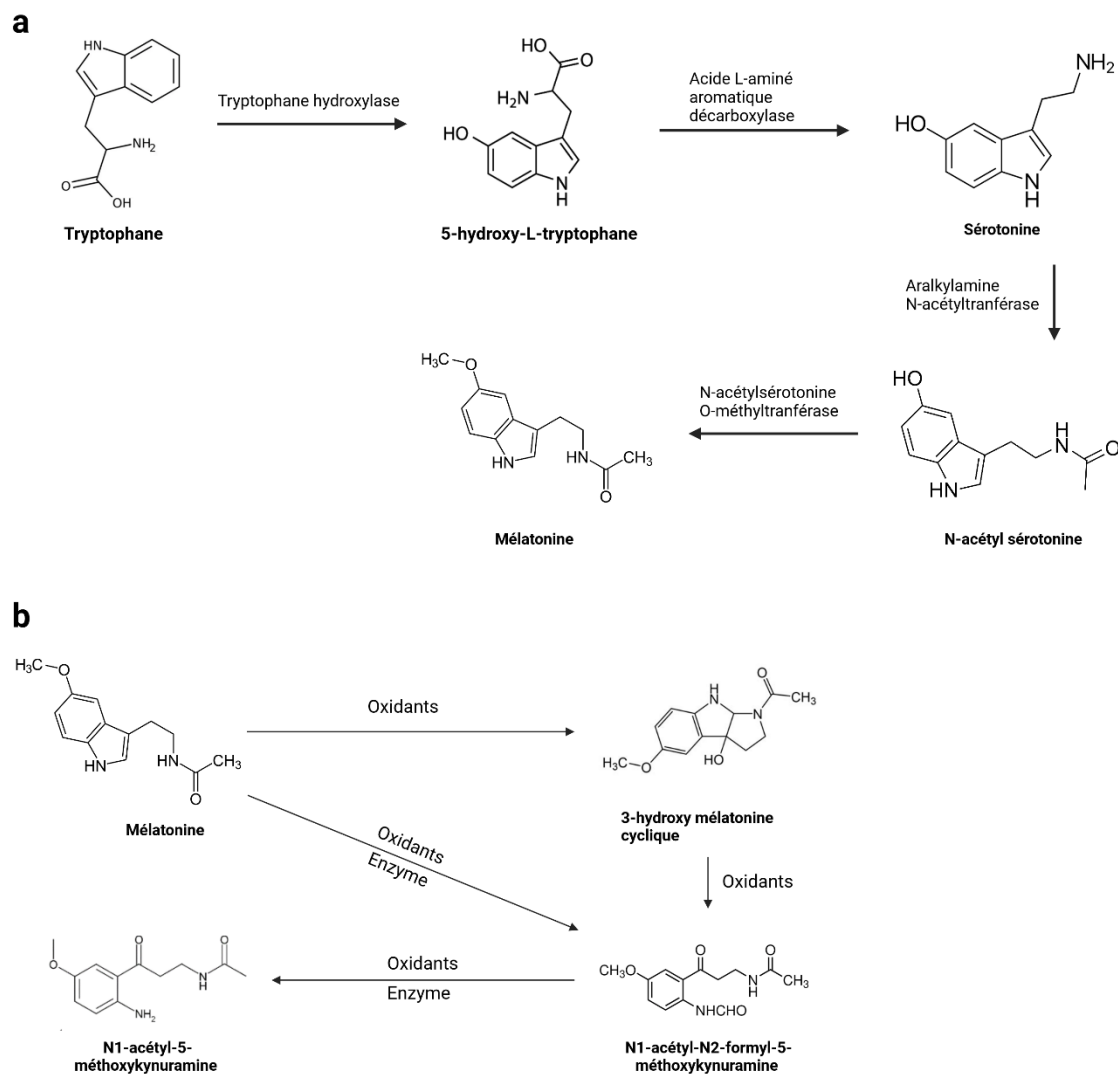 a
HN
NH₂
O
OH
Tryptophane
Tryptophane hydroxylase
HO
O
H₂N
HO
N
H
5-hydroxy-L-tryptophane
Acide L-aminé
aromatique
décarboxylase
NH₂
HO
N
H
Sérotonine
Aralkylamine
N-acétyltranférase
HO
H
N
O
HN
N-acétyl sérotonine
N-acétylsérotonine
O-méthyltranférase
H₃C
O
HN
HN
CH₃
O
Mélatonine
b
H₃C
O
HN
HN
CH₃
O
Mélatonine
Oxidants
O
H
N
N
CH₃
HO
O
H₃C
3-hydroxy mélatonine
cyclique
Oxidants
Enzyme
Oxidants
O
O
CH₃O
N
H
CH₃
NHCHO
N1-acétyl-N2-formyl-5-
méthoxykynuramine
Oxidants
Enzyme
O
O
O
N
H
NH₂
N1-acétyl-5-
méthoxykynuramine